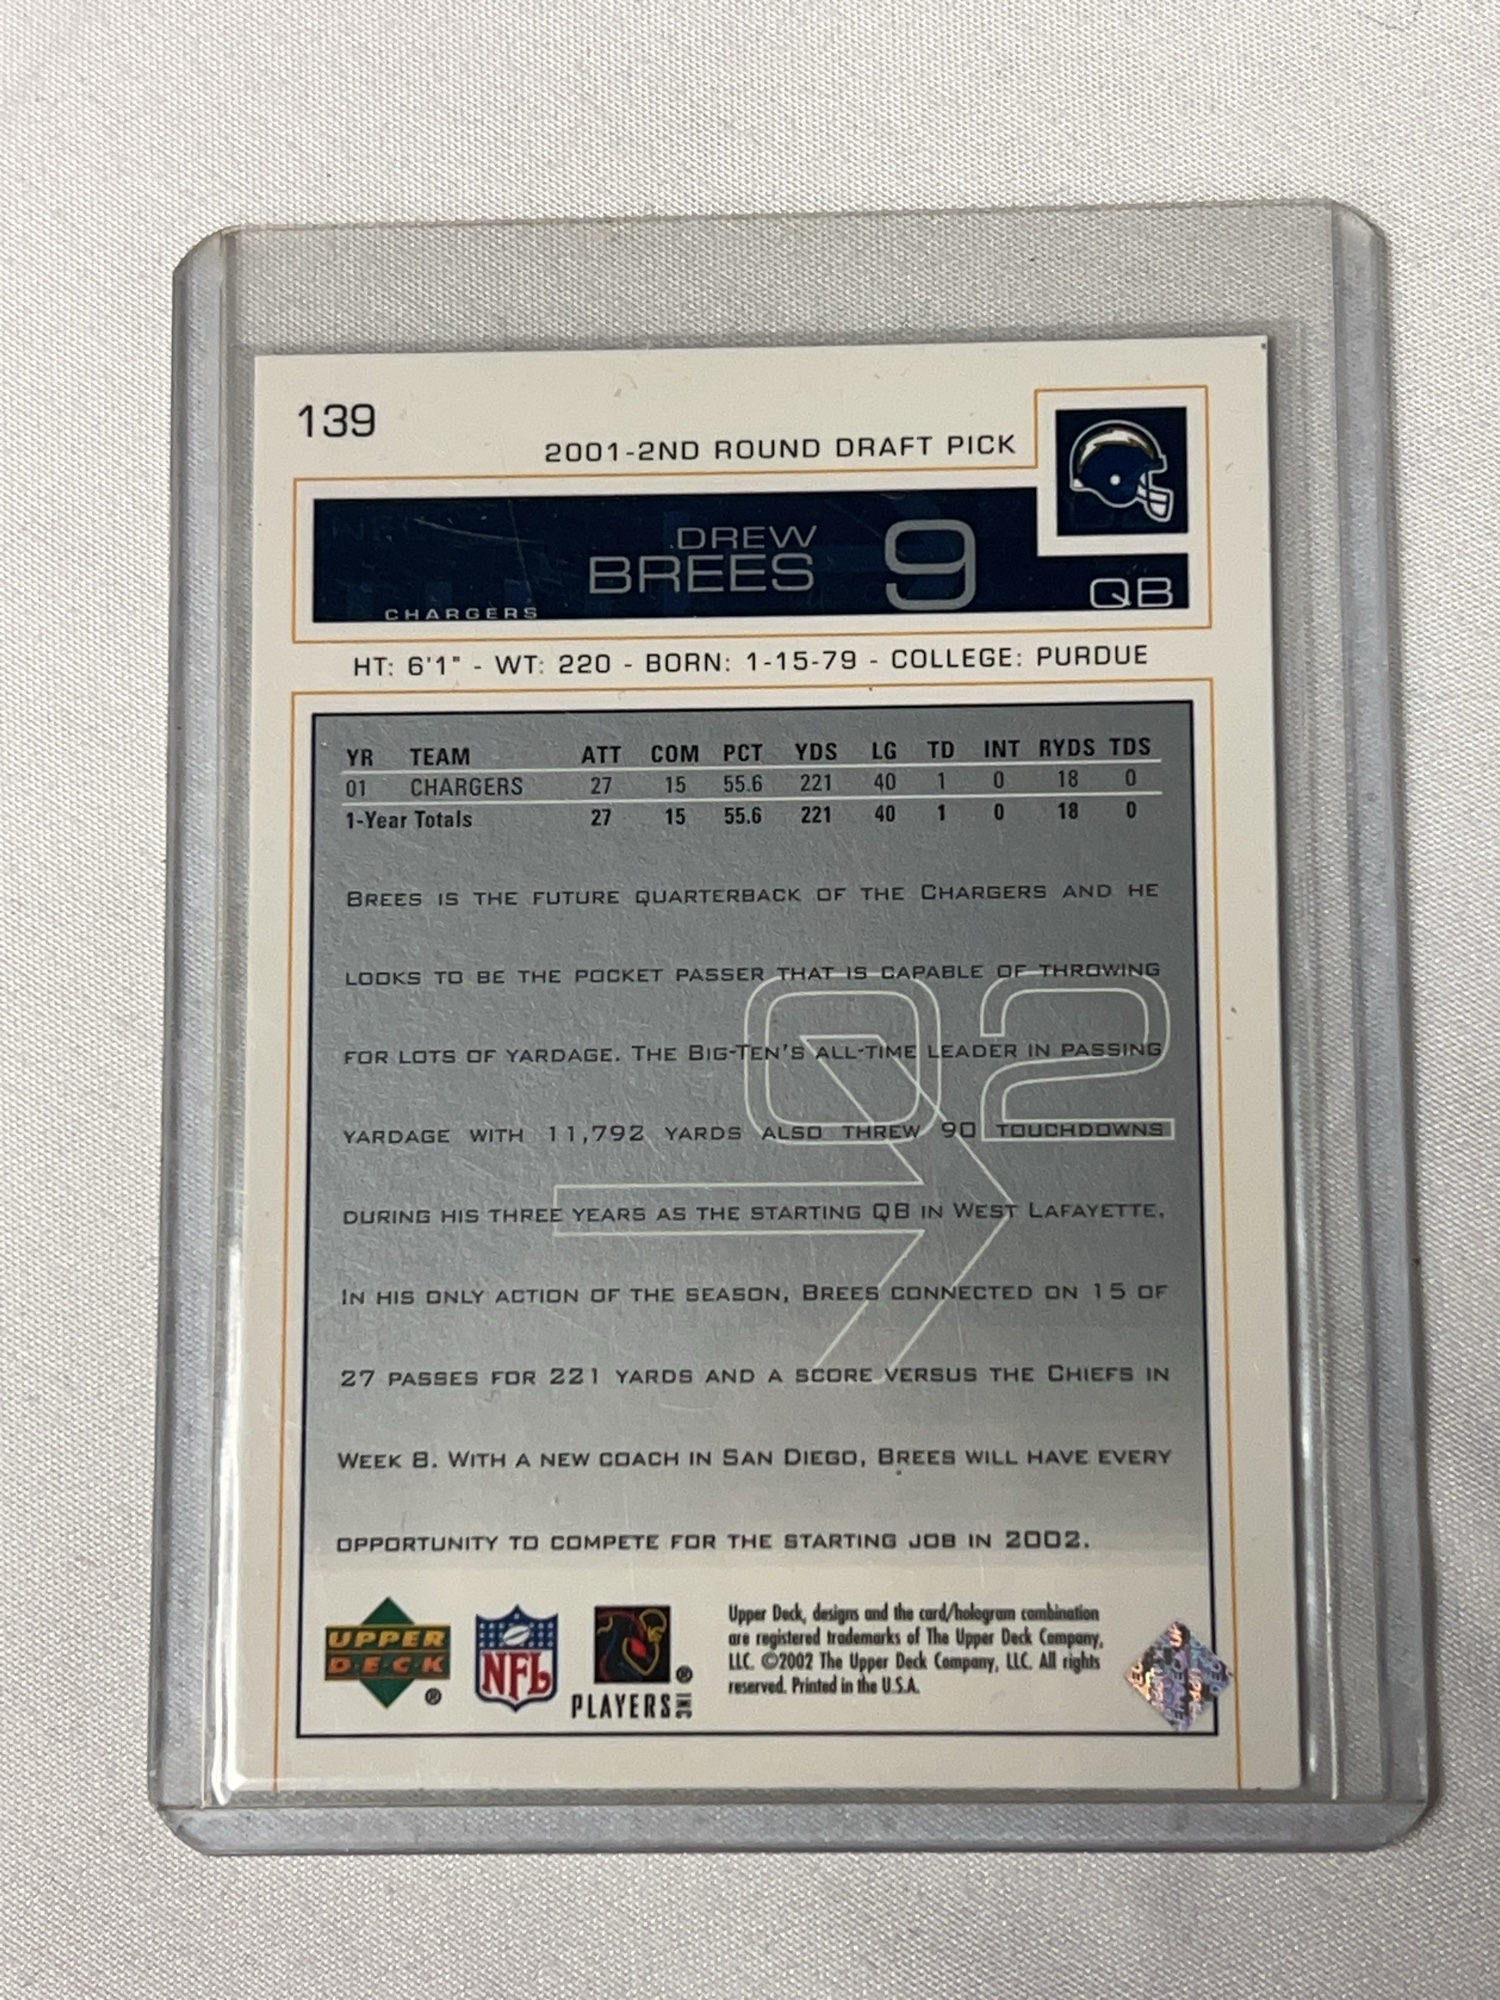 139
2001-2ND ROUND DRAFT PICK
DREW
BREES 9
CHARGERS
QB
HT: 6'1" - WT: 220 - BORN: 1-15-79 - COLLEGE: PURDUE
YR TEAM ATT COM PCT YDS LG TD INT RYDS TDS
01 CHARGERS 27 15 55.6 221 40 1 0 18 0
1-Year Totals 27 15 55.6 221 40 1 0 18 0
02
BREES IS THE FUTURE QUARTERBACK OF THE CHARGERS AND HE
LOOKS TO BE THE POCKET PASSER THAT IS CAPABLE OF THROWING
FOR LOTS OF YARDAGE. THE BIG-TEN'S ALL-TIME LEADER IN PASSING
YARDAGE WITH 11,792 YARDS ALSO THREW 90 TOUCHDOWNS
DURING HIS THREE YEARS AS THE STARTING QB IN WEST LAFAYETTE.
IN HIS ONLY ACTION OF THE SEASON, BREES CONNECTED ON 15 OF
27 PASSES FOR 221 YARDS AND A SCORE VERSUS THE CHIEFS IN
WEEK 8. WITH A NEW COACH IN SAN DIEGO, BREES WILL HAVE EVERY
OPPORTUNITY TO COMPETE FOR THE STARTING JOB IN 2002.
UPPER
DECK
®
NFL
®
PLAYERS INC
Upper Deck, designs and the card/hologram combination
are registered trademarks of The Upper Deck Company,
LLC. ©2002 The Upper Deck Company, LLC. All rights
reserved. Printed in the U.S.A.